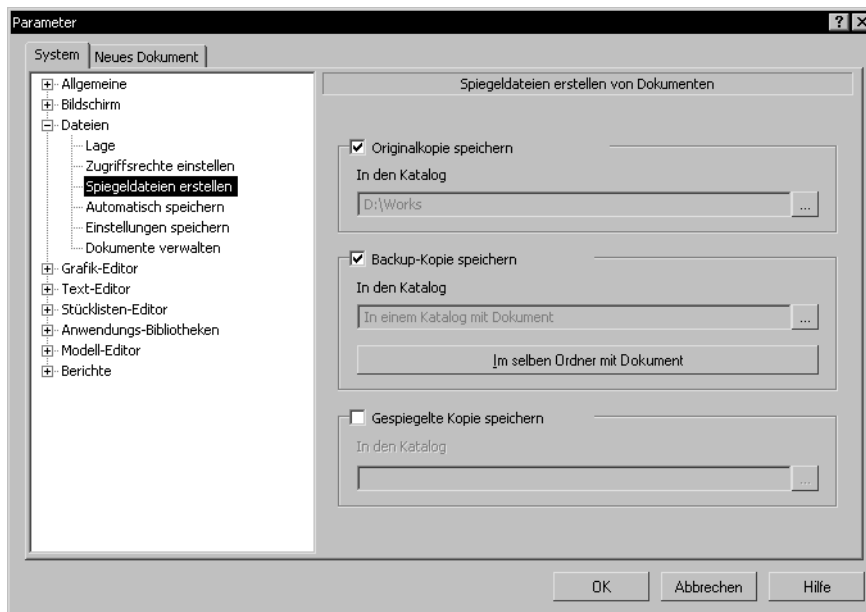 Parameter
System
Neues Dokument
Allgemeine
Bildschirm
Dateien
Lage
Zugriffsrechte einstellen
Spiegeldateien erstellen
Automatisch speichern
Einstellungen speichern
Dokumente verwalten
Grafik-Editor
Text-Editor
Stücklisten-Editor
Anwendungs-Bibliotheken
Modell-Editor
Berichte
Spiegeldateien erstellen von Dokumenten
Originalkopie speichern
In den Katalog
D:\Works
...
Backup-Kopie speichern
In den Katalog
In einem Katalog mit Dokument
...
Im selben Ordner mit Dokument
Gespiegelte Kopie speichern
In den Katalog
...
OK
Abbrechen
Hilfe